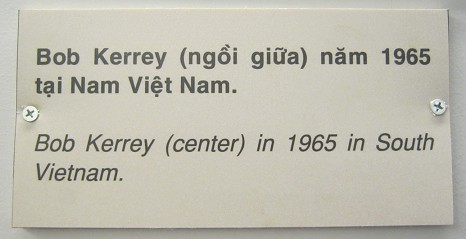 Bob Kerrey (ngồi giữa) năm 1965
tại Nam Việt Nam.
Bob Kerrey (center) in 1965 in South
Vietnam.